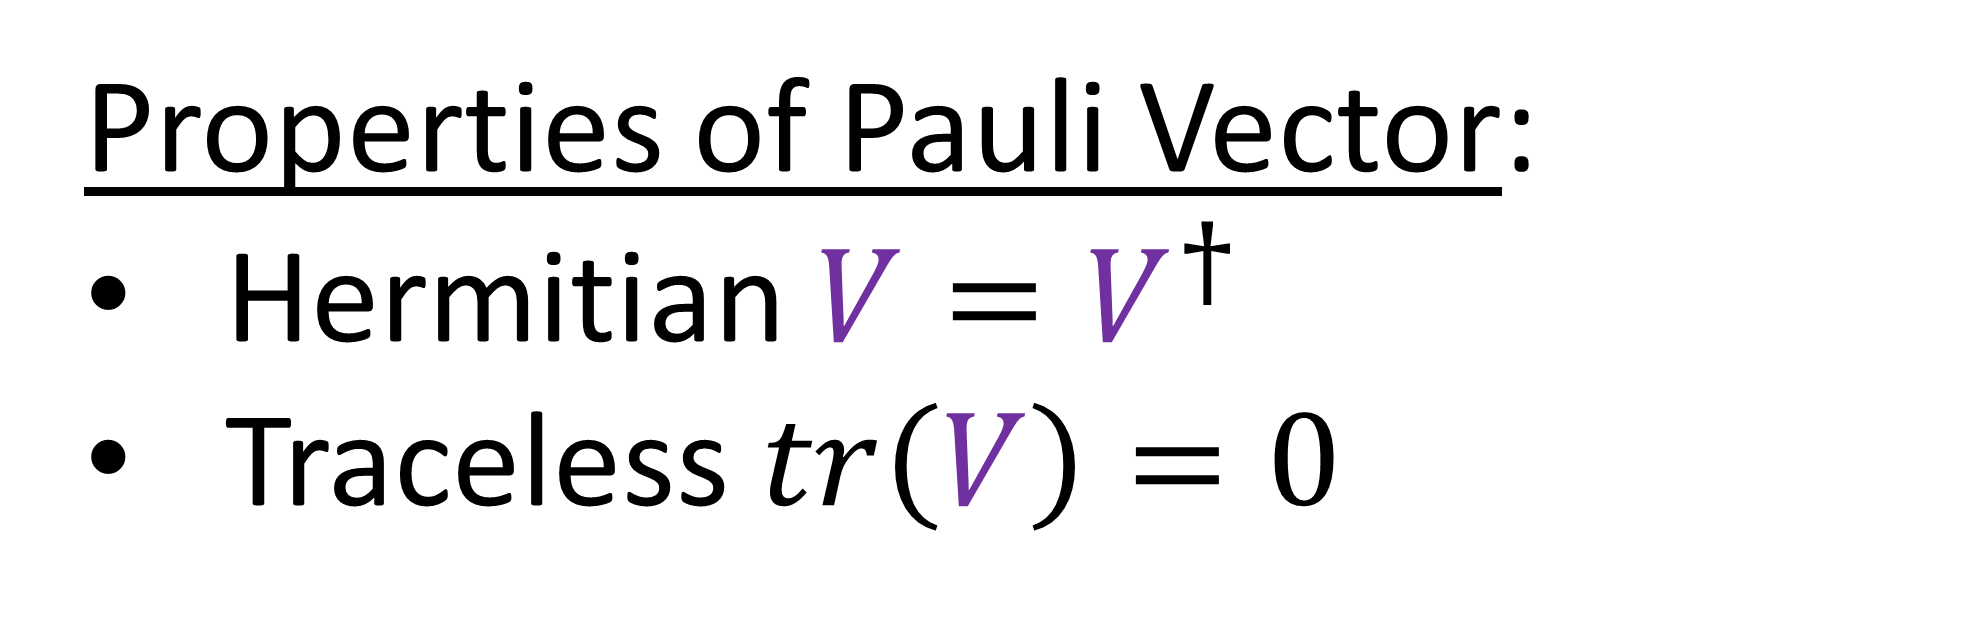 Properties of Pauli Vector:
• Hermitian V = V†
• Traceless tr(V) = 0